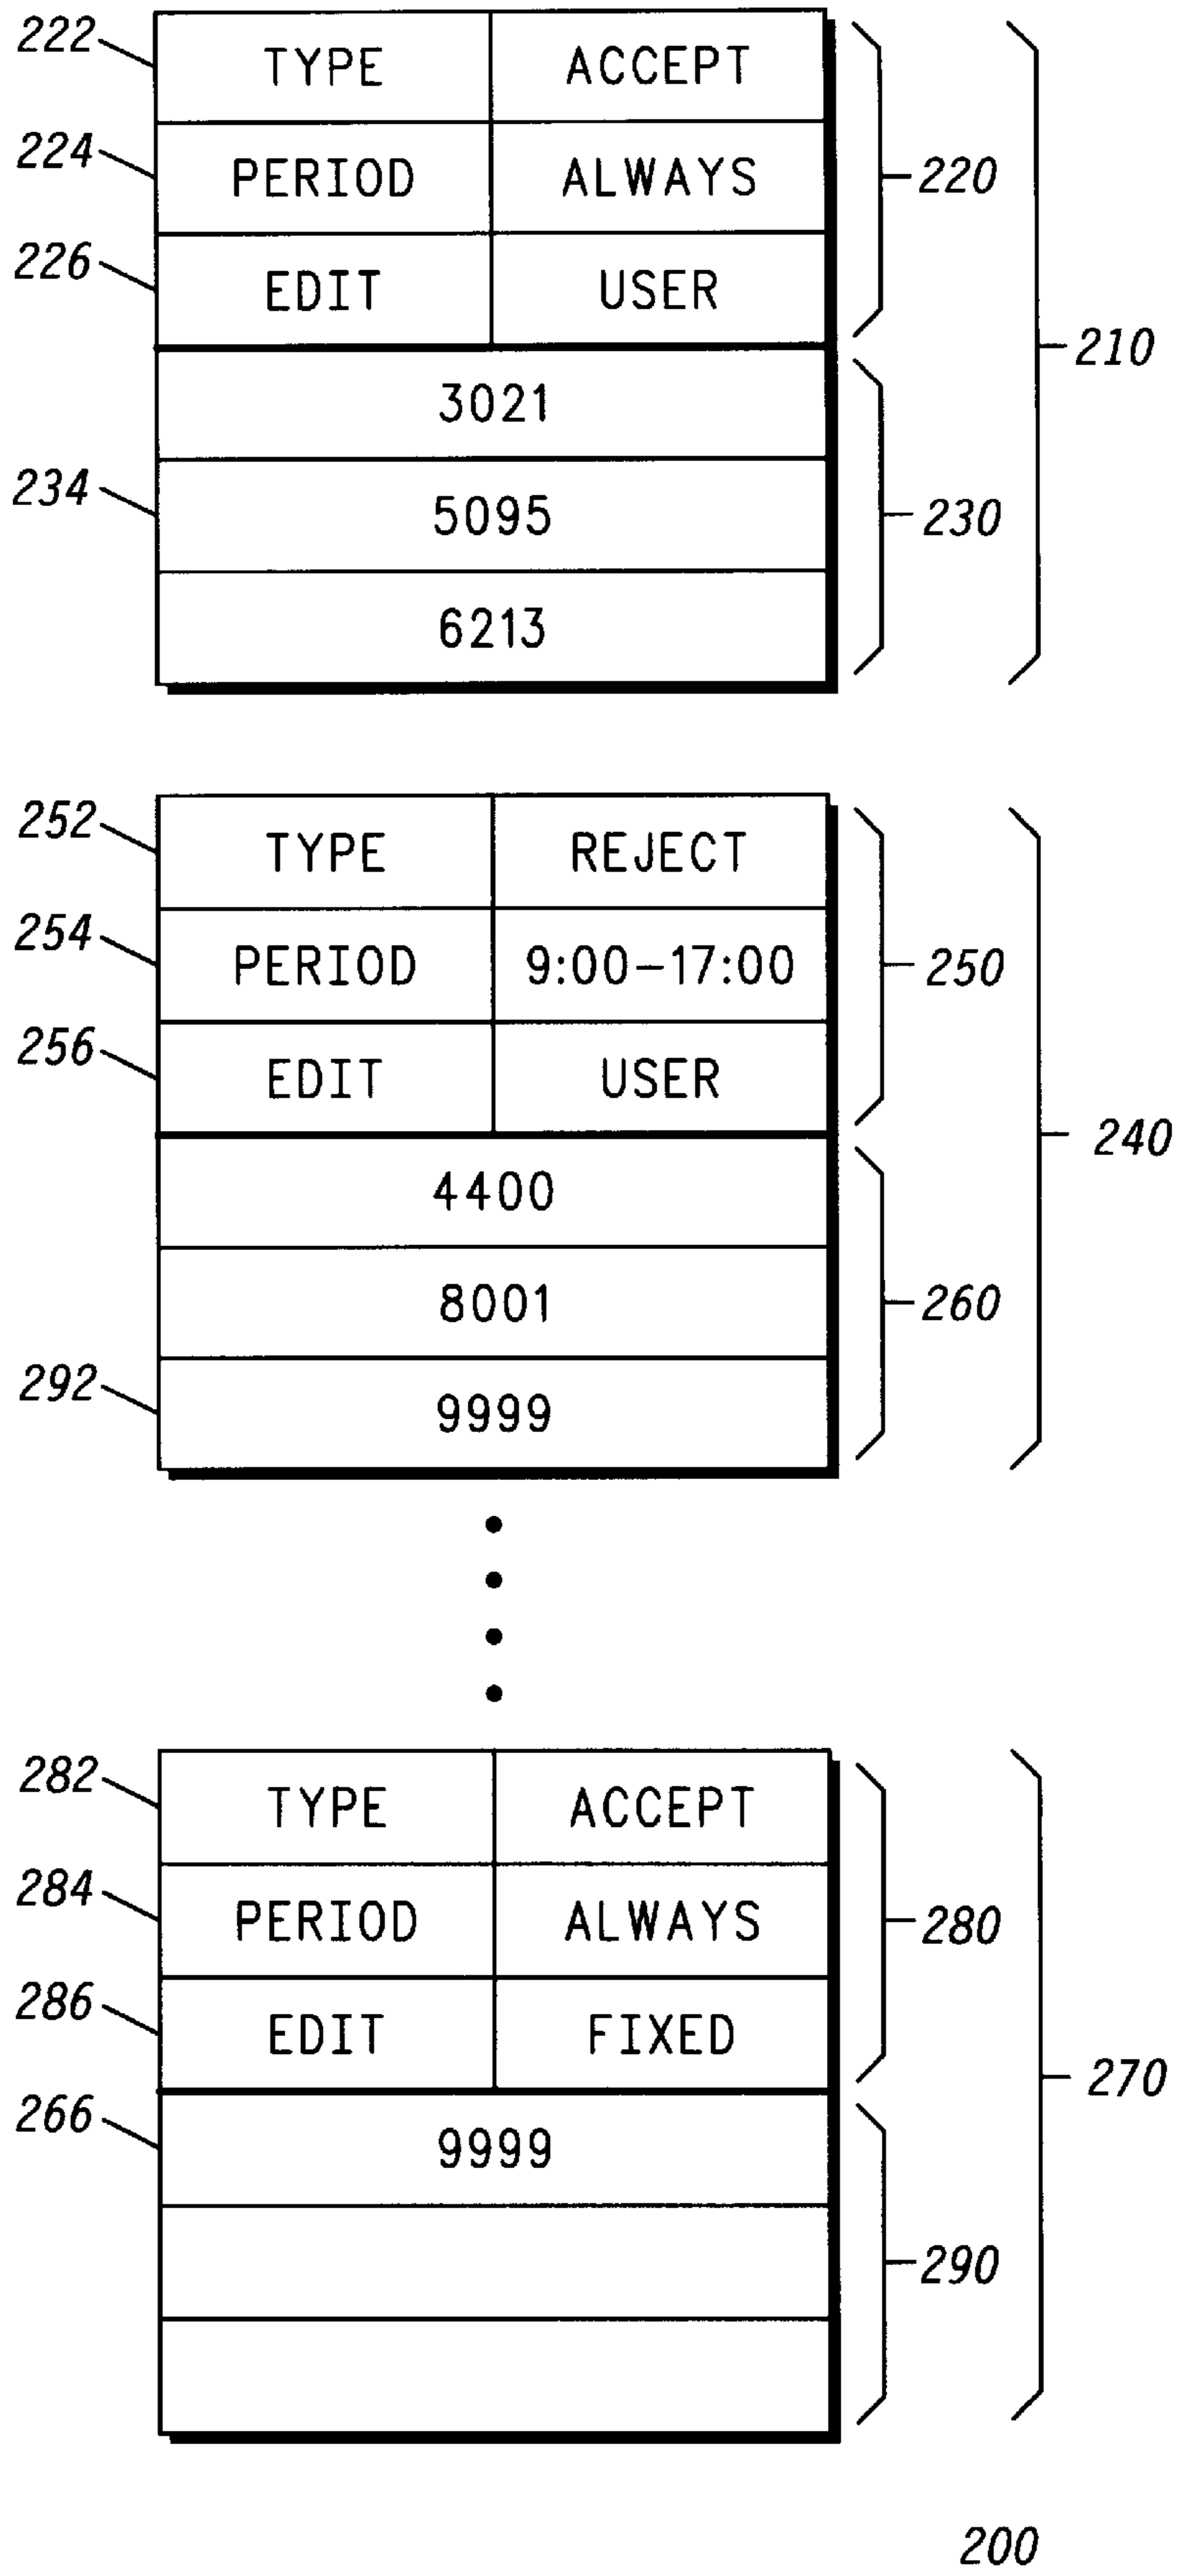 222 TYPE ACCEPT
224 PERIOD ALWAYS 220
226 EDIT USER
210
3021
234 5095 230
6213
252 TYPE REJECT
254 PERIOD 9:00-17:00 250
256 EDIT USER
240
4400
8001 260
292 9999
282 TYPE ACCEPT
284 PERIOD ALWAYS 280
286 EDIT FIXED
270
266 9999
290
200